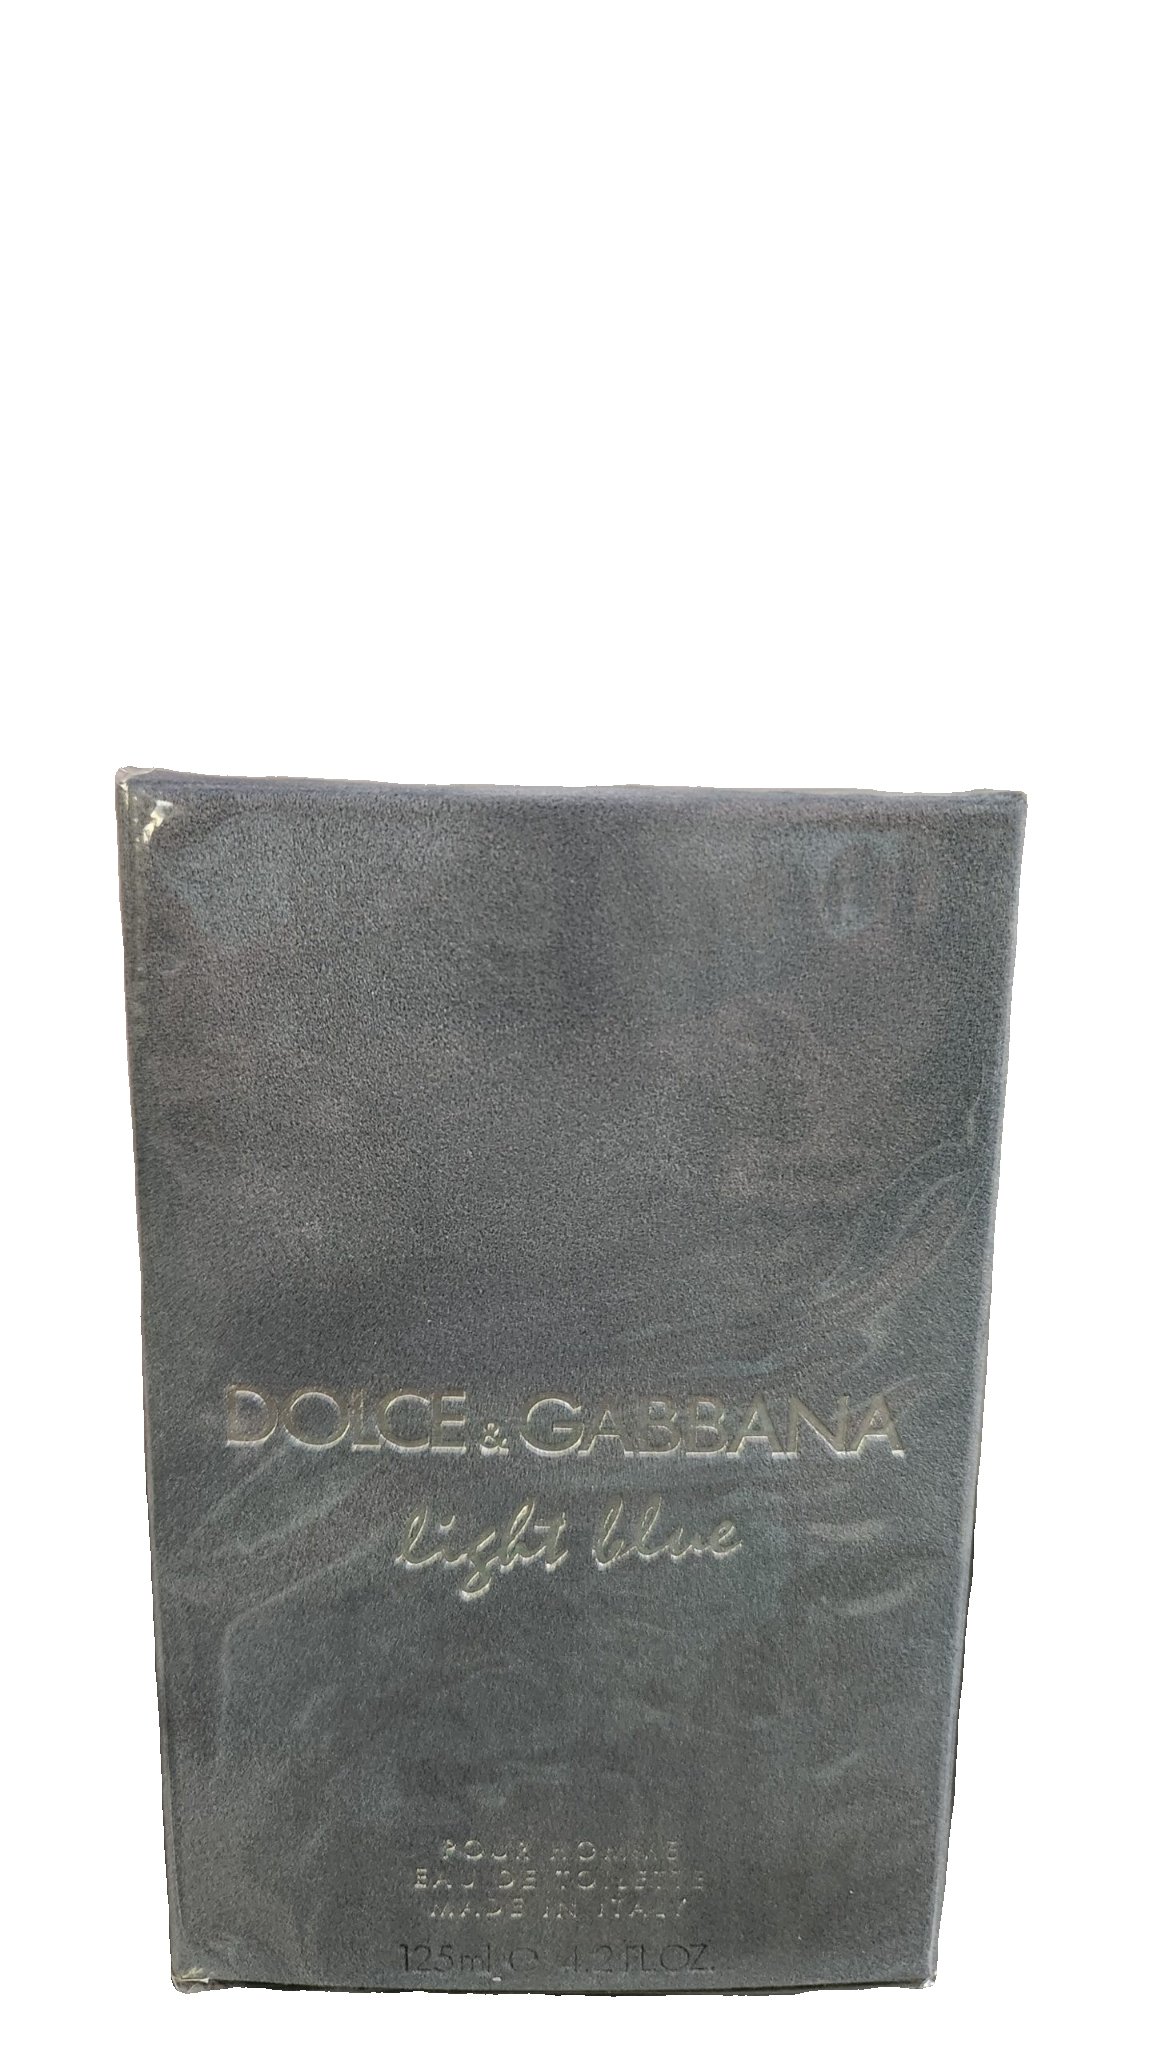 DOLCE & GABBANA
light blue
POUR HOMME
EAU DE TOILETTE
MADE IN ITALY
125ml ℮ 4.2 FL.OZ.